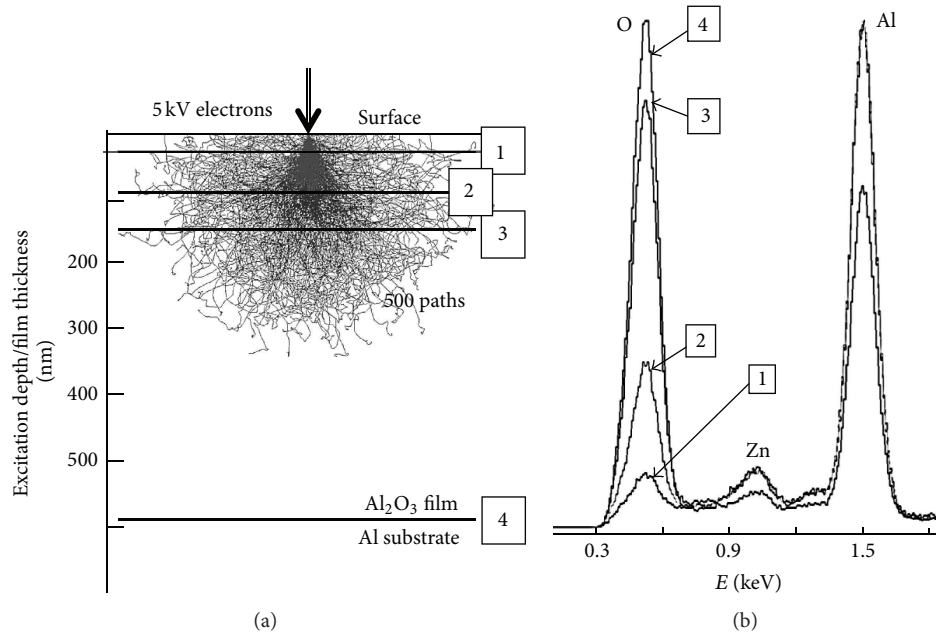 5 kV electrons
Surface
1
2
3
200
500 paths
300
400
500
Al₂O₃ film
4
Al substrate
Excitation depth/film thickness
(nm)
(a)
O
4
Al
3
2
1
Zn
0.3
0.9
1.5
E (keV)
(b)